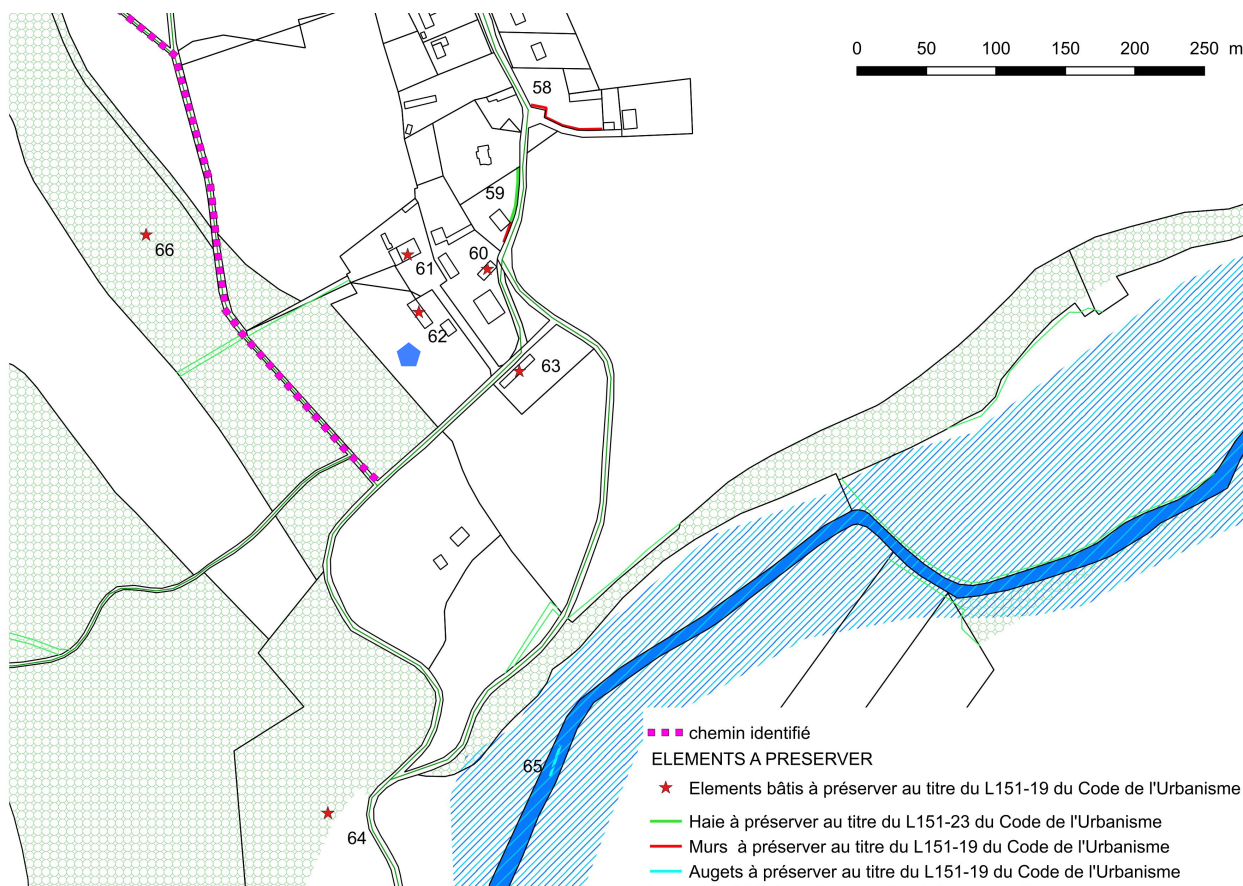 0 50 100 150 200 250 m
58
59
60
61
66
62
63
65
64
chemin identifié
ELEMENTS A PRESERVER
Elements bâtis à préserver au titre du L151-19 du Code de l'Urbanisme
Haie à préserver au titre du L151-23 du Code de l'Urbanisme
Murs à préserver au titre du L151-19 du Code de l'Urbanisme
Augets à préserver au titre du L151-19 du Code de l'Urbanisme